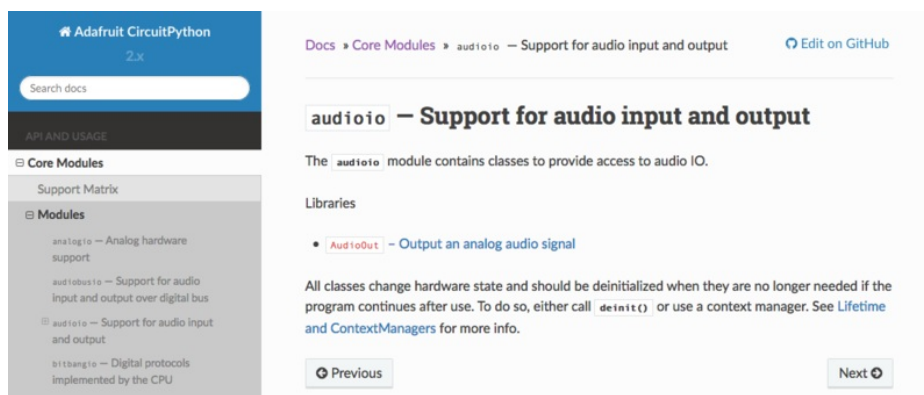 Adafruit CircuitPython
2.x
Search docs
API AND USAGE
Core Modules
Support Matrix
Modules
analogio — Analog hardware
support
audiobusio — Support for audio
input and output over digital bus
audioio — Support for audio input
and output
bitbangio — Digital protocols
implemented by the CPU
Docs » Core Modules » audioio — Support for audio input and output
Edit on GitHub
audioio — Support for audio input and output
The audioio module contains classes to provide access to audio IO.
Libraries
• AudioOut – Output an analog audio signal
All classes change hardware state and should be deinitialized when they are no longer needed if the
program continues after use. To do so, either call deinit() or use a context manager. See Lifetime
and ContextManagers for more info.
Previous
Next